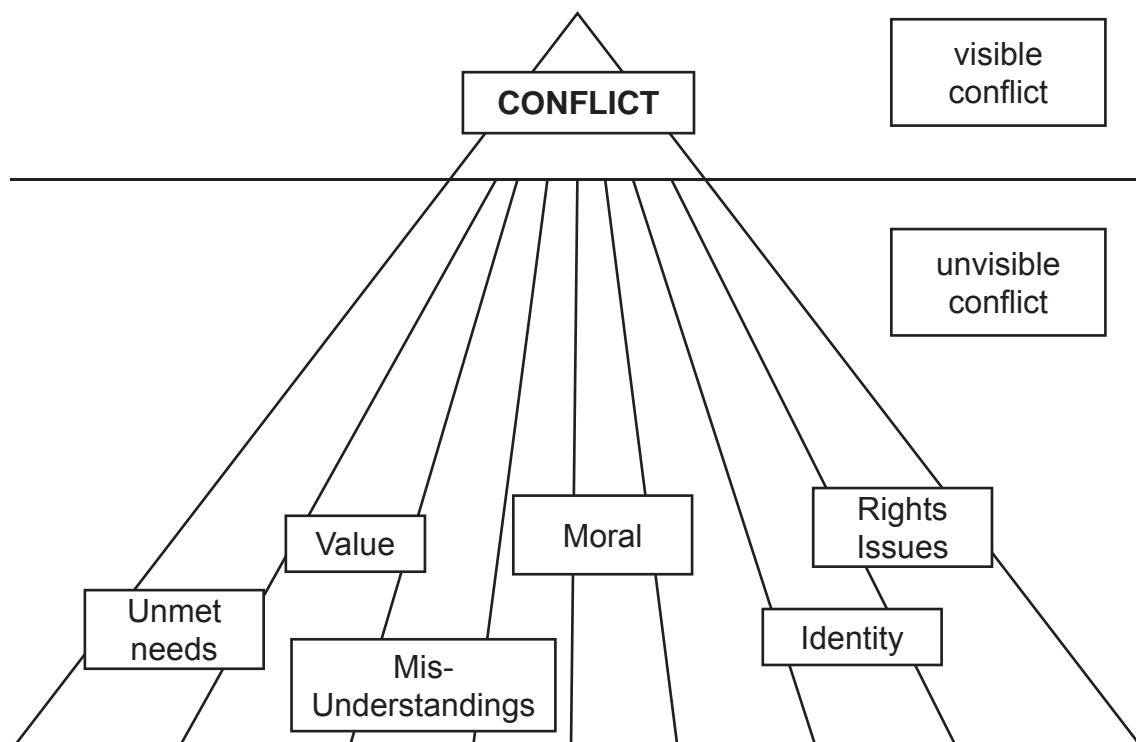 visible
conflict
CONFLICT
unvisible
conflict
Value
Moral
Rights
Issues
Unmet
needs
Mis-
Understandings
Identity